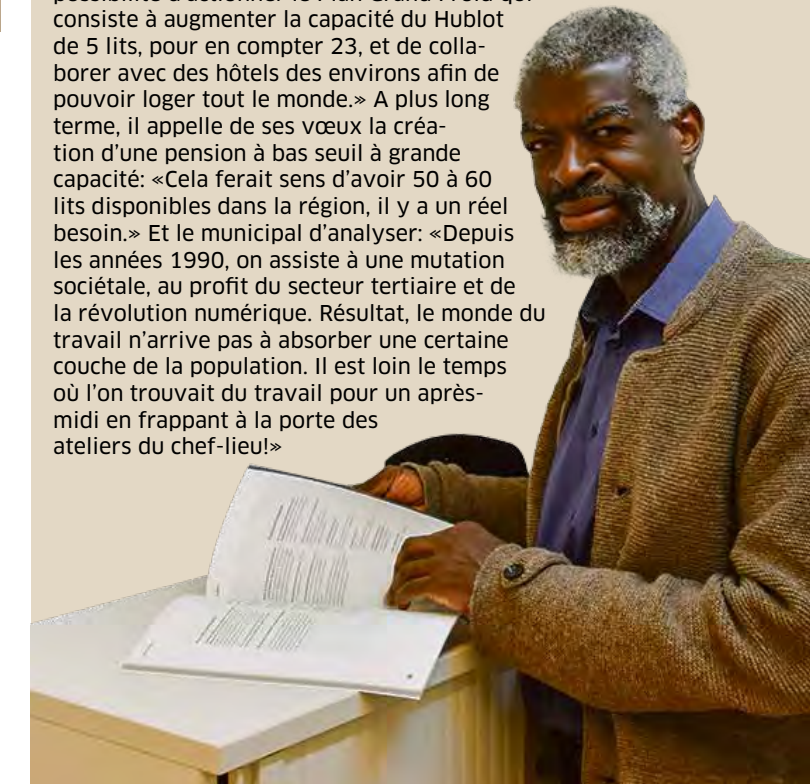 consiste à augmenter la capacité du Hublot
de 5 lits, pour en compter 23, et de colla-
borer avec des hôtels des environs afin de
pouvoir loger tout le monde.» A plus long
terme, il appelle de ses vœux la créa-
tion d'une pension à bas seuil à grande
capacité: «Cela ferait sens d'avoir 50 à 60
lits disponibles dans la région, il y a un réel
besoin.» Et le municipal d'analyser: «Depuis
les années 1990, on assiste à une mutation
sociétale, au profit du secteur tertiaire et de
la révolution numérique. Résultat, le monde du
travail n'arrive pas à absorber une certaine
couche de la population. Il est loin le temps
où l'on trouvait du travail pour un après-
midi en frappant à la porte des
ateliers du chef-lieu!»